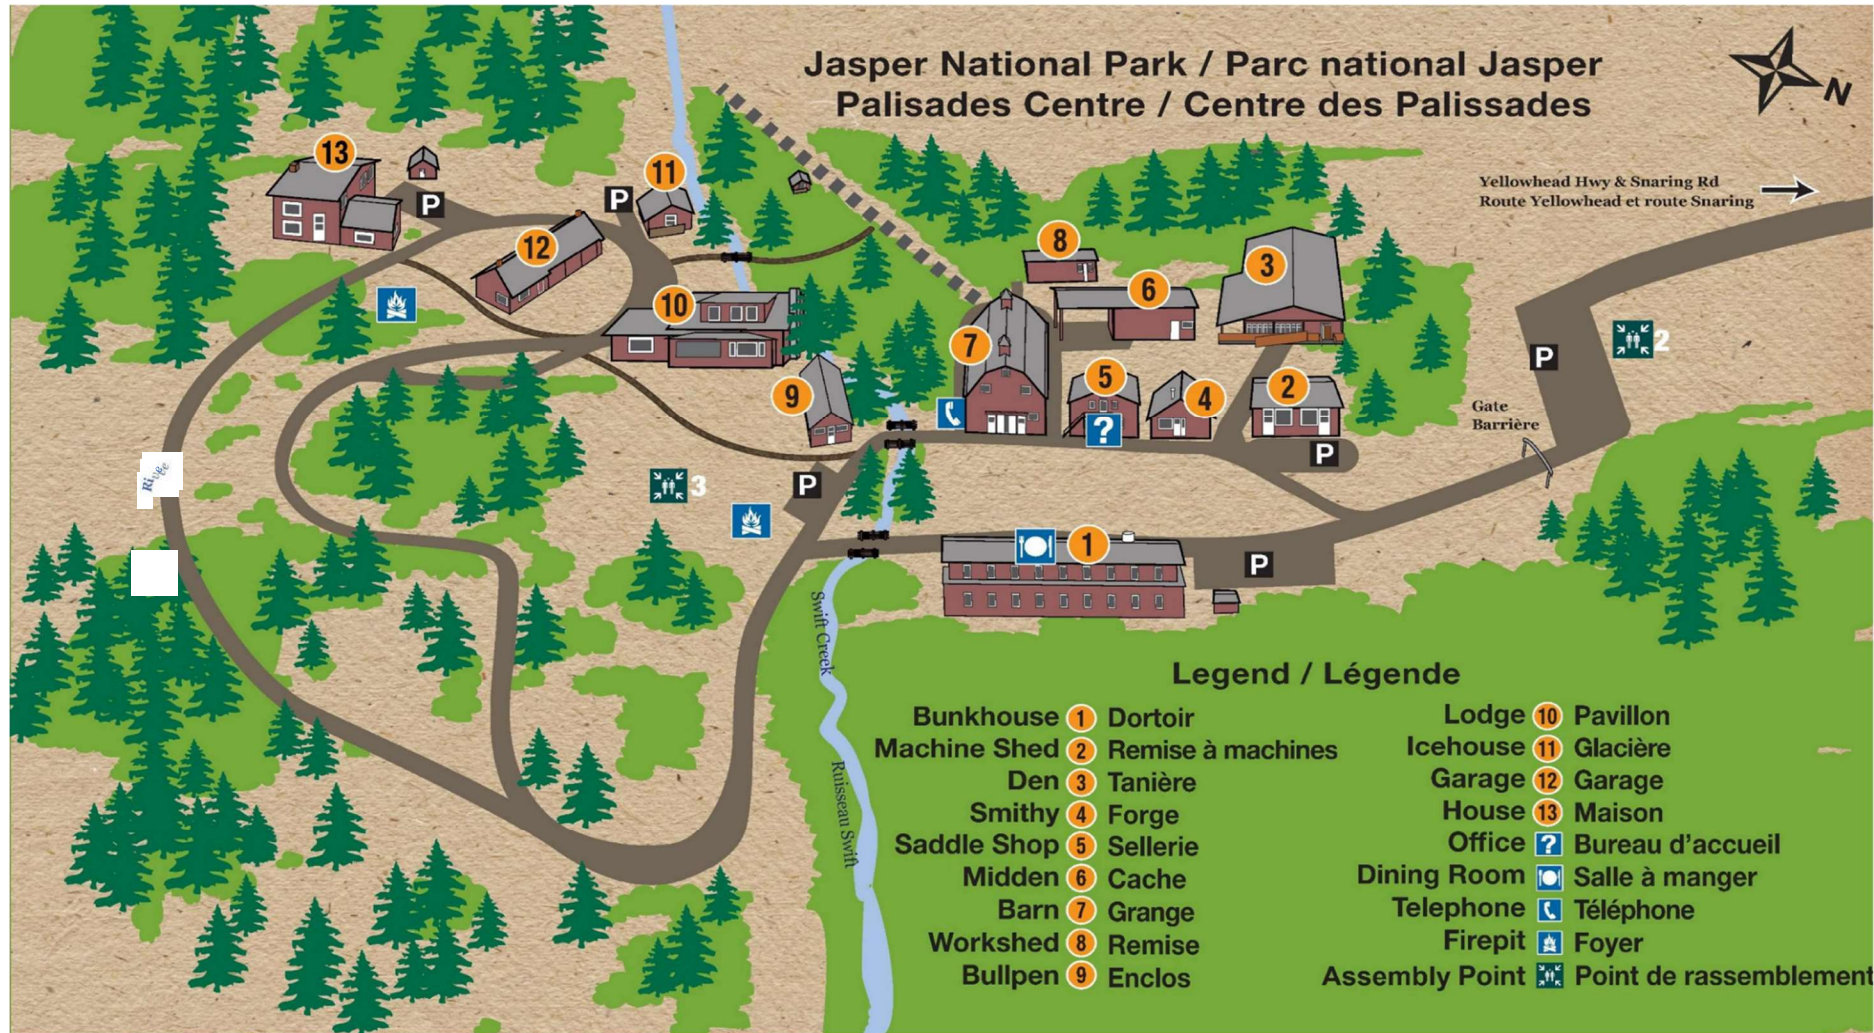 Jasper National Park / Parc national Jasper
Palisades Centre / Centre des Palissades
N
Yellowhead Hwy & Snaring Rd
Route Yellowhead et route Snaring
13
P
12
P
11
10
9
8
6
3
7
5
?
4
2
P
P
2
Gate
Barrière
3
P
1
P
Swift Creek
Ruisseau Swift
Legend / Légende
Bunkhouse 1 Dortoir
Machine Shed 2 Remise à machines
Den 3 Tanière
Smithy 4 Forge
Saddle Shop 5 Sellerie
Midden 6 Cache
Barn 7 Grange
Workshed 8 Remise
Bullpen 9 Enclos
Lodge 10 Pavillon
Icehouse 11 Glacière
Garage 12 Garage
House 13 Maison
Office ? Bureau d'accueil
Dining Room Salle à manger
Telephone Téléphone
Firepit Foyer
Assembly Point Point de rassemblement